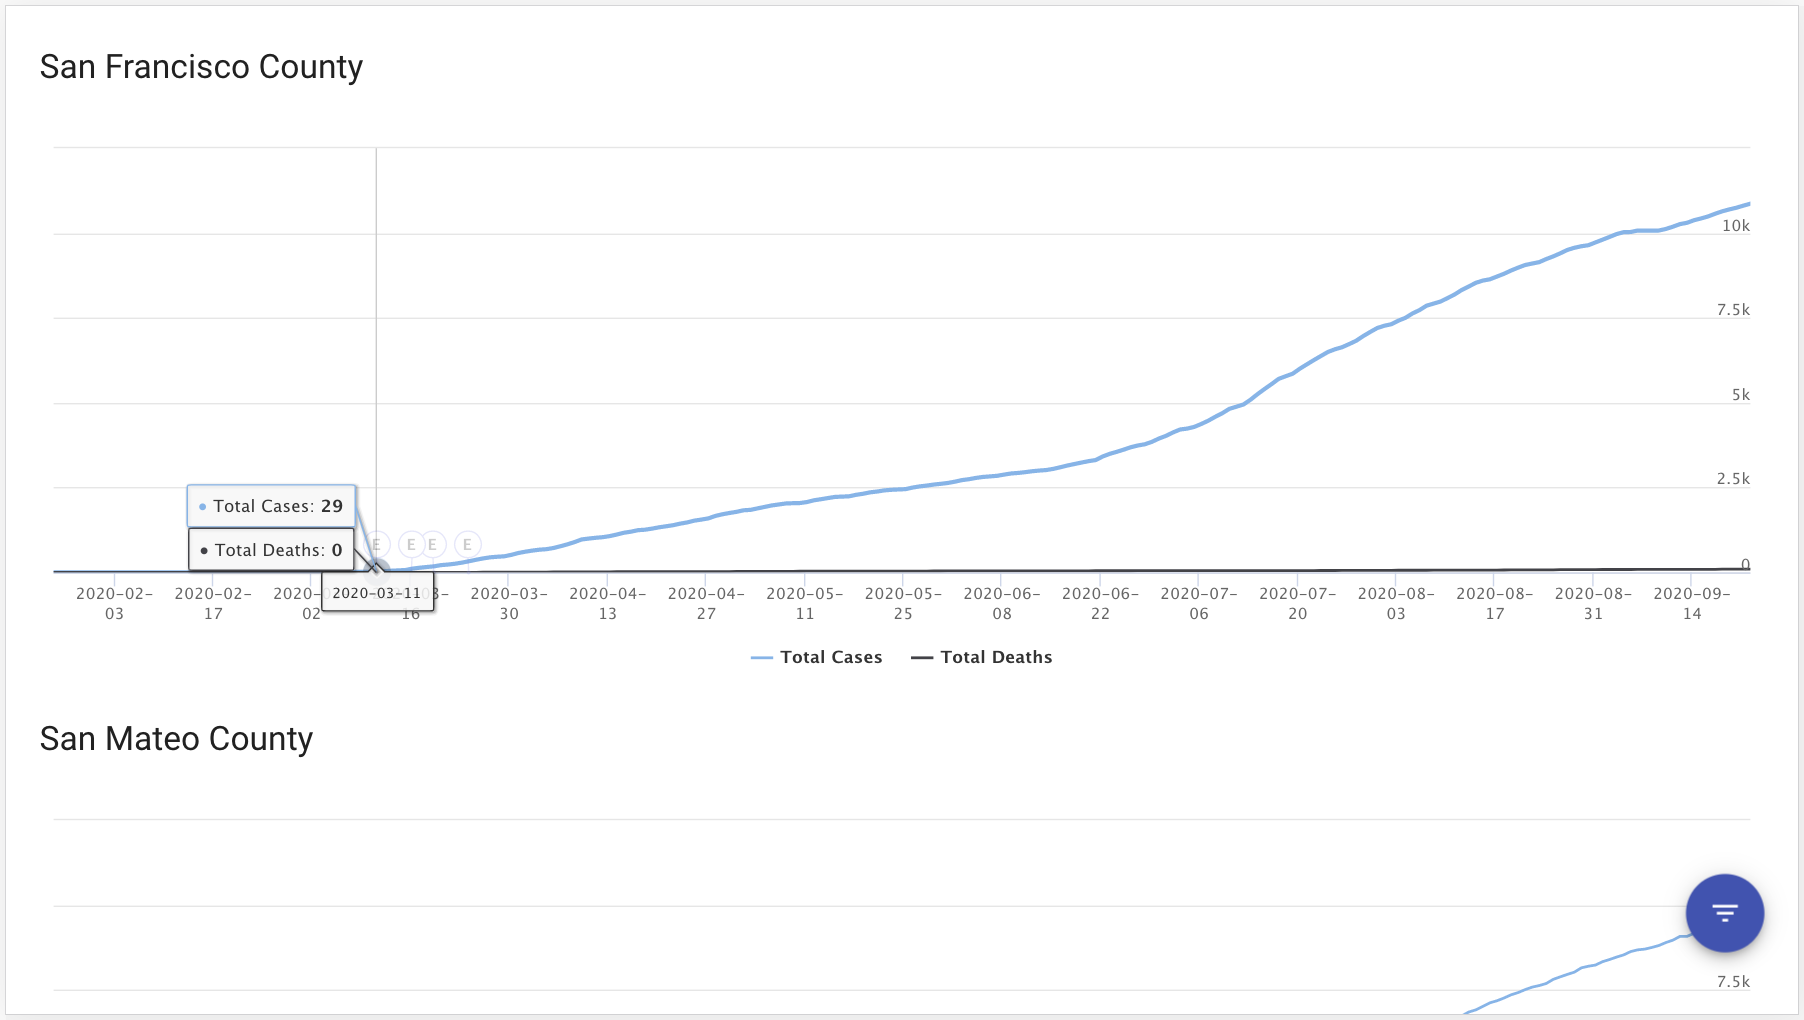 San Francisco County
10k
7.5k
5k
2.5k
0
Total Cases: 29
Total Deaths: 0
E E E E
2020-03-11
2020-02-03
2020-02-17
2020-02
16
2020-03-30
2020-04-13
2020-04-27
2020-05-11
2020-05-25
2020-06-08
2020-06-22
2020-07-06
2020-07-20
2020-08-03
2020-08-17
2020-08-31
2020-09-14
Total Cases
Total Deaths
San Mateo County
7.5k